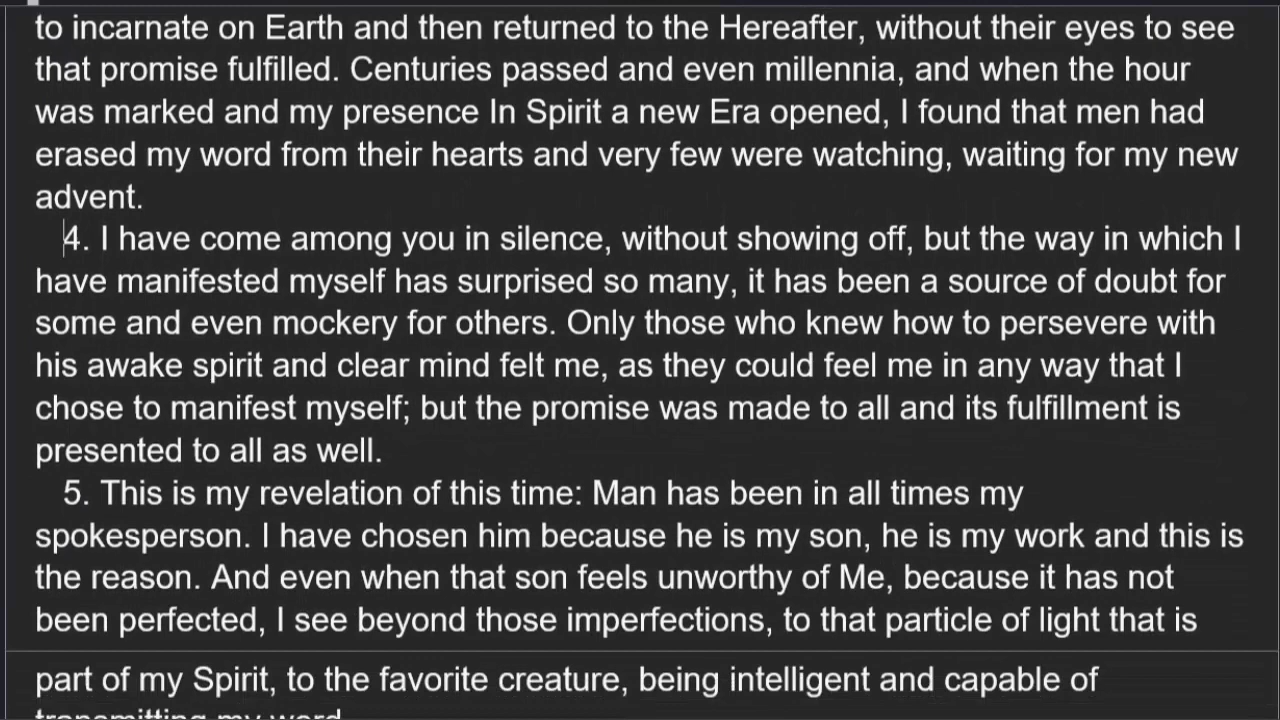 to incarnate on Earth and then returned to the Hereafter, without their eyes to see
that promise fulfilled. Centuries passed and even millennia, and when the hour
was marked and my presence In Spirit a new Era opened, I found that men had
erased my word from their hearts and very few were watching, waiting for my new
advent.
4. I have come among you in silence, without showing off, but the way in which I
have manifested myself has surprised so many, it has been a source of doubt for
some and even mockery for others. Only those who knew how to persevere with
his awake spirit and clear mind felt me, as they could feel me in any way that I
chose to manifest myself; but the promise was made to all and its fulfillment is
presented to all as well.
5. This is my revelation of this time: Man has been in all times my
spokesperson. I have chosen him because he is my son, he is my work and this is
the reason. And even when that son feels unworthy of Me, because it has not
been perfected, I see beyond those imperfections, to that particle of light that is
part of my Spirit, to the favorite creature, being intelligent and capable of
transmitting my word